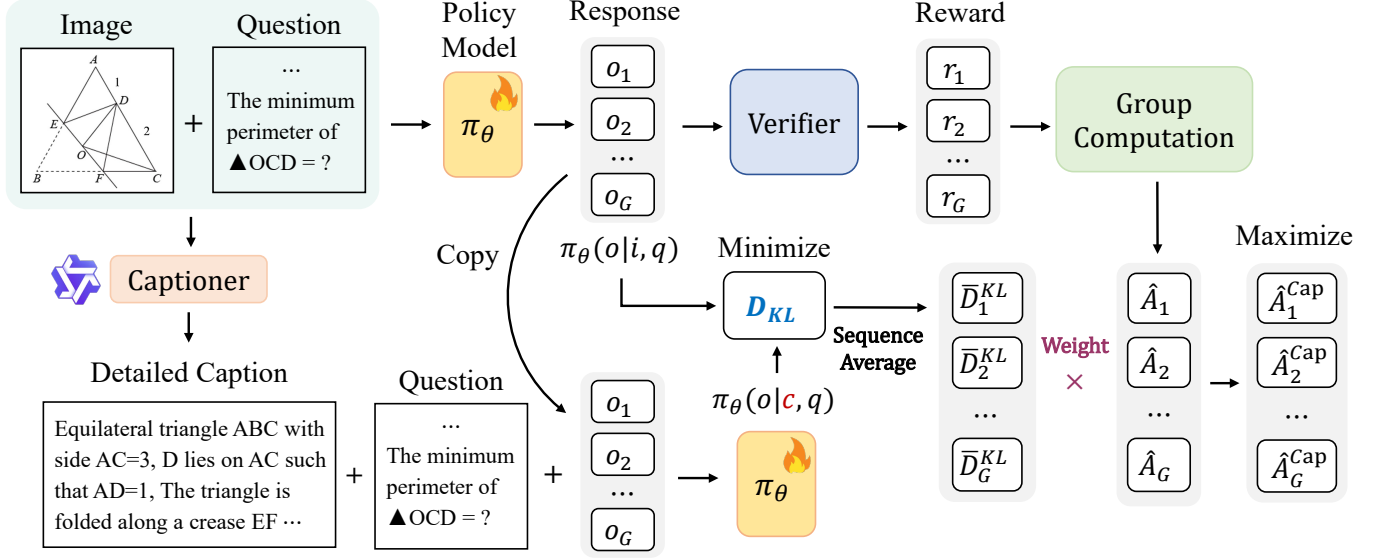 Image
Question
Policy
Model
Response
Reward
A
1
D
2
E
O
B
F
C
+
...
The minimum
perimeter of
▲OCD = ?
π_θ
o_1
o_2
...
o_G
Verifier
r_1
r_2
...
r_G
Group
Computation
Captioner
Copy
π_θ(o|i, q)
Minimize
D_KL
Sequence
Average
π_θ(o|c, q)
D̅_1^KL
D̅_2^KL
...
D̅_G^KL
Weight
×
Â_1
Â_2
...
Â_G
Maximize
Â_1^Cap
Â_2^Cap
...
Â_G^Cap
Detailed Caption
Equilateral triangle ABC with
side AC=3, D lies on AC such
that AD=1, The triangle is
folded along a crease EF ···
+
Question
...
The minimum
perimeter of
▲OCD = ?
+
o_1
o_2
...
o_G
π_θ